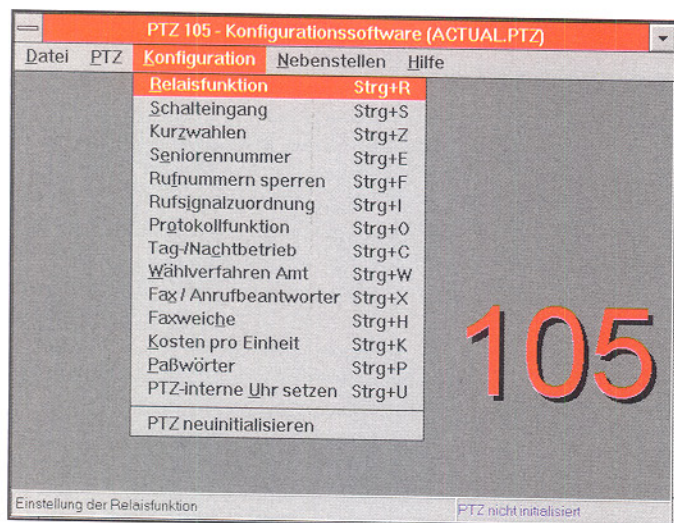 PTZ 105 - Konfigurationssoftware (ACTUAL.PTZ)
Datei PTZ Konfiguration Nebenstellen Hilfe
Relaisfunktion Strg+R
Schalteingang Strg+S
Kurzwahlen Strg+Z
Seniorennummer Strg+E
Rufnummern sperren Strg+F
Rufsignalzuordnung Strg+I
Protokollfunktion Strg+O
Tag-/Nachtbetrieb Strg+C
Wählverfahren Amt Strg+W
Fax / Anrufbeantworter Strg+X
Faxweiche Strg+H
Kosten pro Einheit Strg+K
Paßwörter Strg+P
PTZ-interne Uhr setzen Strg+U
PTZ neuinitialisieren
105
Einstellung der Relaisfunktion PTZ nicht initialisiert